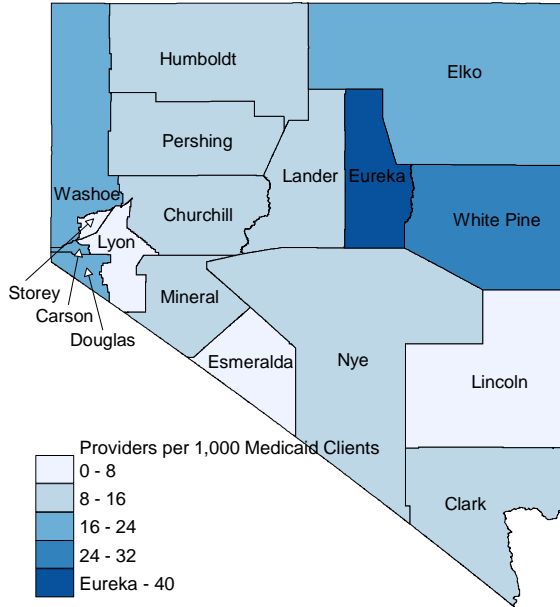 Humboldt
Elko
Pershing
Lander
Eureka
Washoe
Churchill
White Pine
Lyon
Storey
Carson
Douglas
Mineral
Esmeralda
Nye
Lincoln
Clark
Providers per 1,000 Medicaid Clients
0 - 8
8 - 16
16 - 24
24 - 32
Eureka - 40